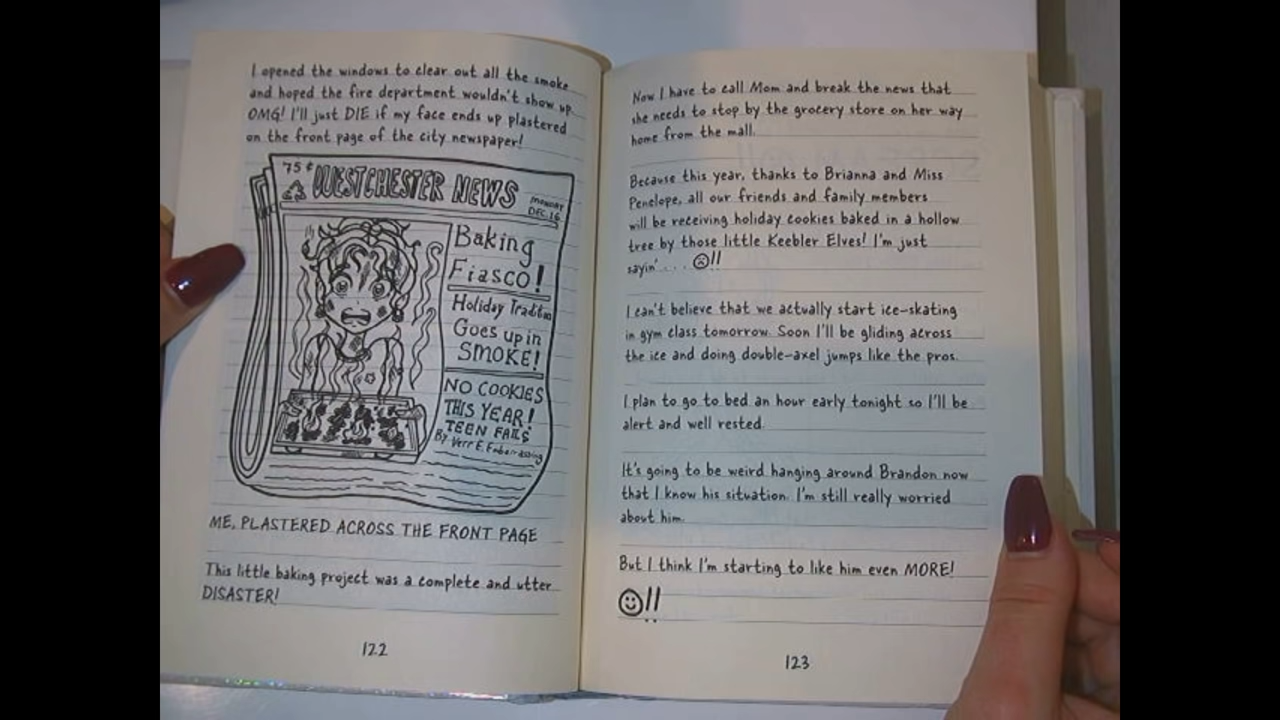 I opened the windows to clear out all the smoke
and hoped the fire department wouldn't show up.
OMG! I'll just DIE if my face ends up plastered
on the front page of the city newspaper!
75¢ WESTCHESTER NEWS
MONDAY
DEC. 16
Baking
Fiasco!
Holiday Tradition
Goes up in
SMOKE!
NO COOKIES
THIS YEAR!
TEEN FAILS
By Verr E. Embarrassing
ME, PLASTERED ACROSS THE FRONT PAGE
This little baking project was a complete and utter
DISASTER!
122
Now I have to call Mom and break the news that
she needs to stop by the grocery store on her way
home from the mall.
Because this year, thanks to Brianna and Miss
Penelope, all our friends and family members
will be receiving holiday cookies baked in a hollow
tree by those little Keebler Elves! I'm just
sayin' . . . . ☹!!
I can't believe that we actually start ice-skating
in gym class tomorrow. Soon I'll be gliding across
the ice and doing double-axel jumps like the pros.
I plan to go to bed an hour early tonight so I'll be
alert and well rested.
It's going to be weird hanging around Brandon now
that I know his situation. I'm still really worried
about him.
But I think I'm starting to like him even MORE!
☺!!
123